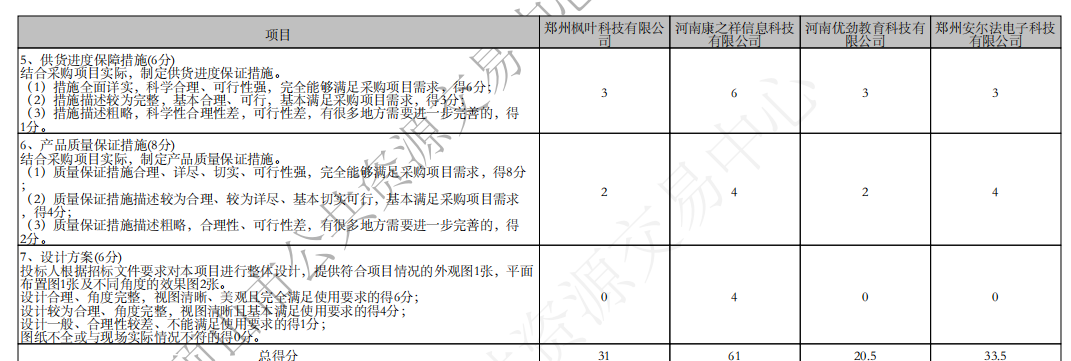 项目
郑州枫叶科技有限公
司
河南康之祥信息科技
有限公司
河南优劲教育科技有
限公司
郑州安尔法电子科技
有限公司
5、供货进度保障措施(6分)
结合采购项目实际，制定供货进度保证措施。
（1）措施全面详实，科学合理、可行性强，完全能够满足采购项目需求，得6分；
（2）措施描述较为完整，基本合理、可行，基本满足采购项目需求，得3分；
（3）措施描述粗略，科学性合理性差，可行性差，有很多地方需要进一步完善的，得
1分。
3
6
3
3
6、产品质量保证措施(8分)
结合采购项目实际，制定产品质量保证措施。
（1）质量保证措施合理、详尽、切实、可行性强，完全能够满足采购项目需求，得8分
；
（2）质量保证措施描述较为合理、较为详尽、基本切实可行，基本满足采购项目需求
，得4分；
（3）质量保证措施描述粗略，合理性、可行性差，有很多地方需要进一步完善的，得
2分。
2
4
2
4
7、设计方案(6分)
投标人根据招标文件要求对本项目进行整体设计，提供符合项目情况的外观图1张，平面
布置图1张及不同角度的效果图2张。
设计合理、角度完整，视图清晰、美观且完全满足使用要求的得6分；
设计较为合理、角度完整，视图清晰且基本满足使用要求的得4分；
设计一般、合理性较差、不能满足使用要求的得1分；
图纸不全或与现场实际情况不符的得0分。
0
4
0
0
总得分
31
61
20.5
33.5
市公共资源交易中心
资源交易中心